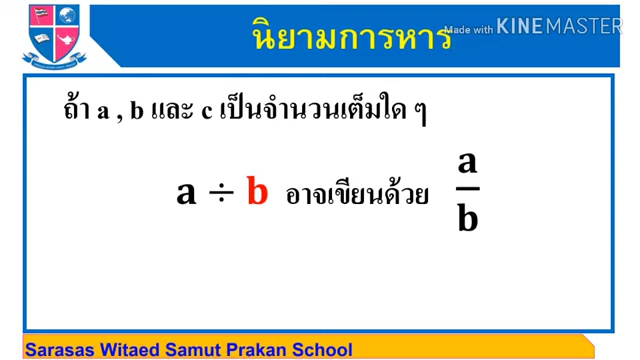 นิยามการหาร
Made with KINEMASTER
ถ้า a , b และ c เป็นจำนวนเต็มใด ๆ
a ÷ b อาจเขียนด้วย a/b
Sarasas Witaed Samut Prakan School